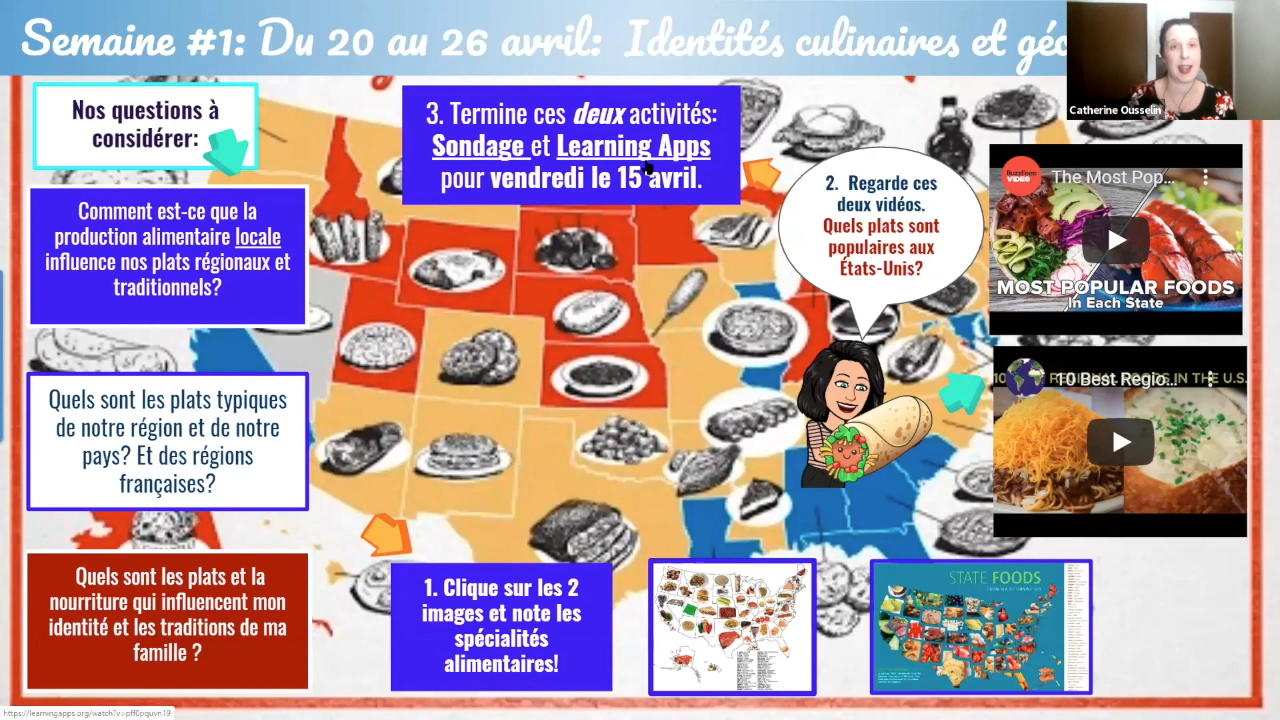 Semaine #1: Du 20 au 26 avril: Identités culinaires et géo
Catherine Ousselin
Nos questions à
considérer:
Comment est-ce que la
production alimentaire locale
influence nos plats régionaux et
traditionnels?
Quels sont les plats typiques
de notre région et de notre
pays? Et des régions
françaises?
Quels sont les plats et la
nourriture qui influencent mon
identité et les traditions de ma
famille ?
3. Termine ces deux activités:
Sondage et Learning Apps
pour vendredi le 15 avril.
2. Regarde ces
deux vidéos.
Quels plats sont
populaires aux
États-Unis?
BuzzFeed
VIDEO
The Most Pop...
MOST POPULAR FOODS
In Each State
10 Best Regio...
IN THE U.S.
1. Clique sur les 2
images et note les
spécialités
alimentaires!
STATE FOODS